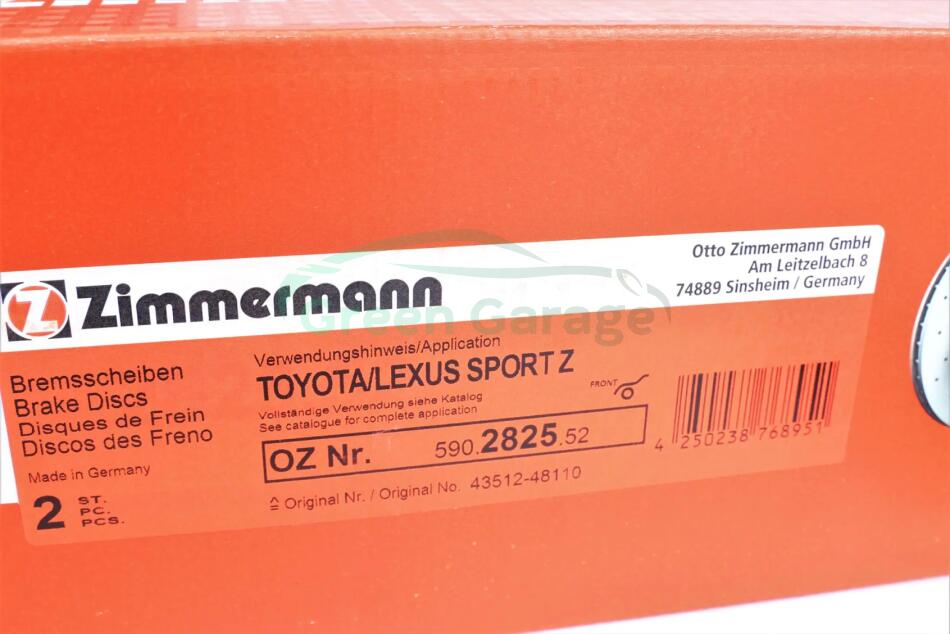 Otto Zimmermann GmbH
Am Leitzelbach 8
74889 Sinsheim / Germany
Z Zimmermann
Green Garage
Bremsscheiben
Brake Discs
Disques de Frein
Discos des Freno
Made in Germany
2 ST.
PC.
PCS.
Verwendungshinweis/Application
TOYOTA/LEXUS SPORT Z
Vollständige Verwendung siehe Katalog
See catalogue for complete application
FRONT
OZ Nr. 590.2825.52
≙ Original Nr. / Original No. 43512-48110
4 250238 768951